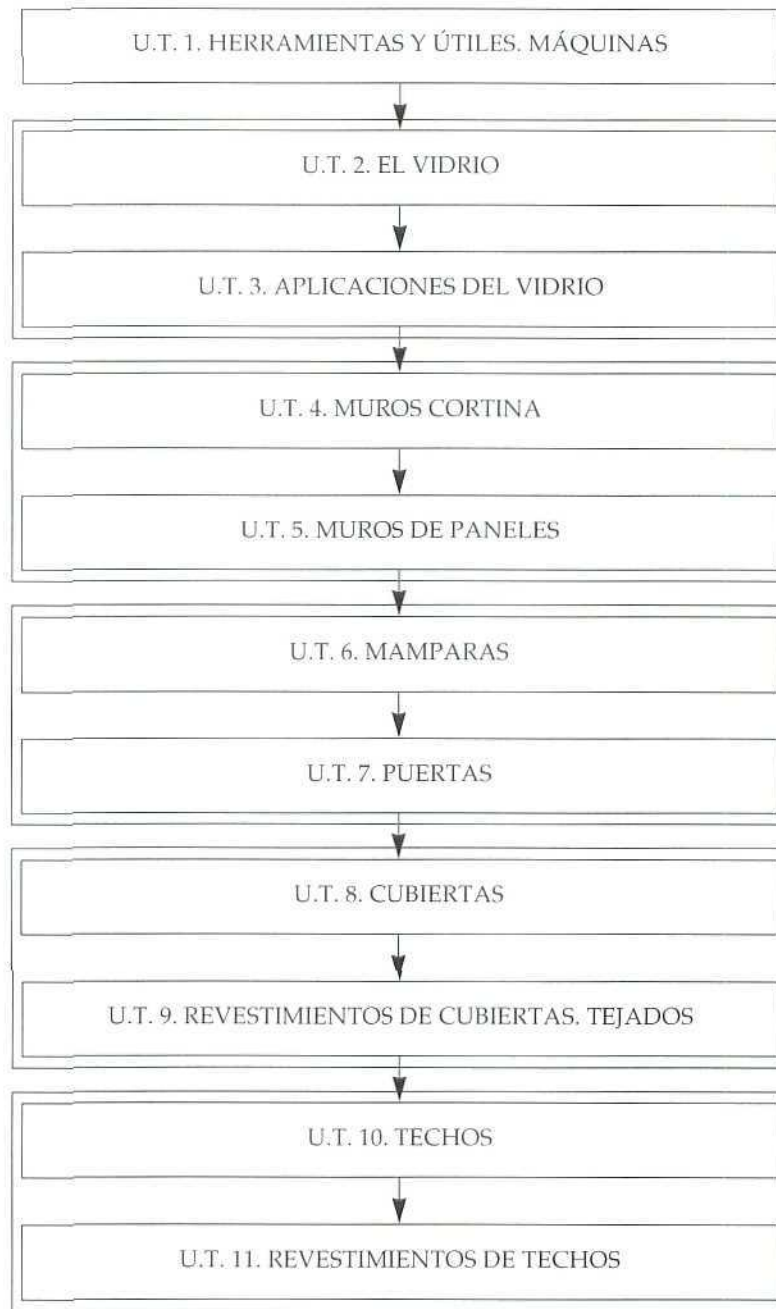 U.T. 1. HERRAMIENTAS Y ÚTILES. MÁQUINAS
U.T. 2. EL VIDRIO
U.T. 3. APLICACIONES DEL VIDRIO
U.T. 4. MUROS CORTINA
U.T. 5. MUROS DE PANELES
U.T. 6. MAMPARAS
U.T. 7. PUERTAS
U.T. 8. CUBIERTAS
U.T. 9. REVESTIMIENTOS DE CUBIERTAS. TEJADOS
U.T. 10. TECHOS
U.T. 11. REVESTIMIENTOS DE TECHOS